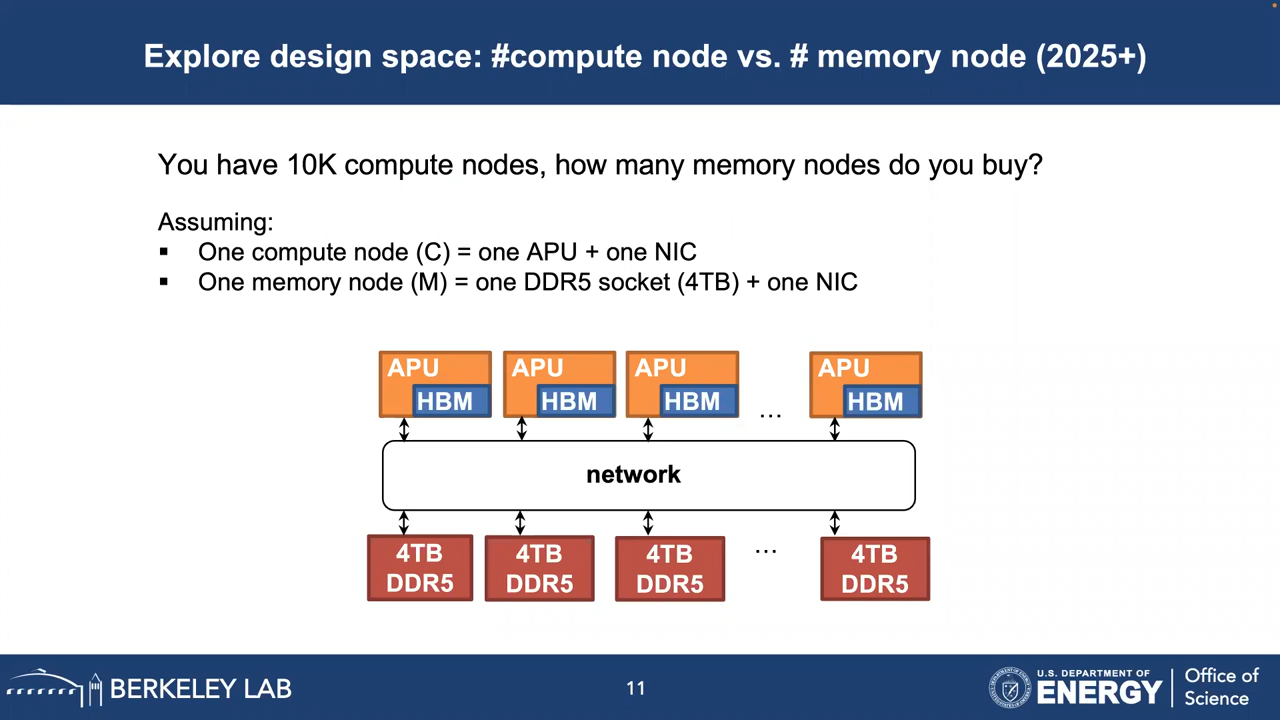 Explore design space: #compute node vs. # memory node (2025+)
You have 10K compute nodes, how many memory nodes do you buy?
Assuming:
▪ One compute node (C) = one APU + one NIC
▪ One memory node (M) = one DDR5 socket (4TB) + one NIC
APU
HBM
APU
HBM
APU
HBM
...
APU
HBM
network
4TB
DDR5
4TB
DDR5
4TB
DDR5
...
4TB
DDR5
BERKELEY LAB
11
U.S. DEPARTMENT OF
ENERGY
Office of
Science